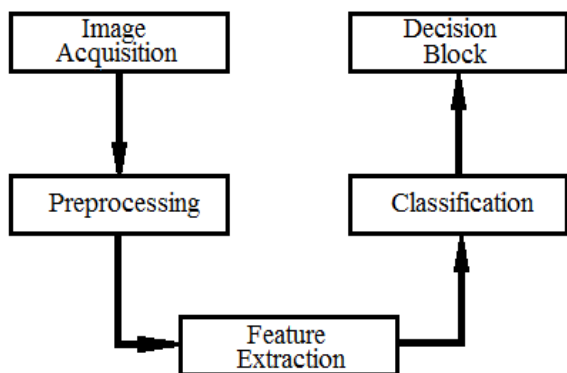 Image
Acquisition
Decision
Block
Preprocessing
Classification
Feature
Extraction